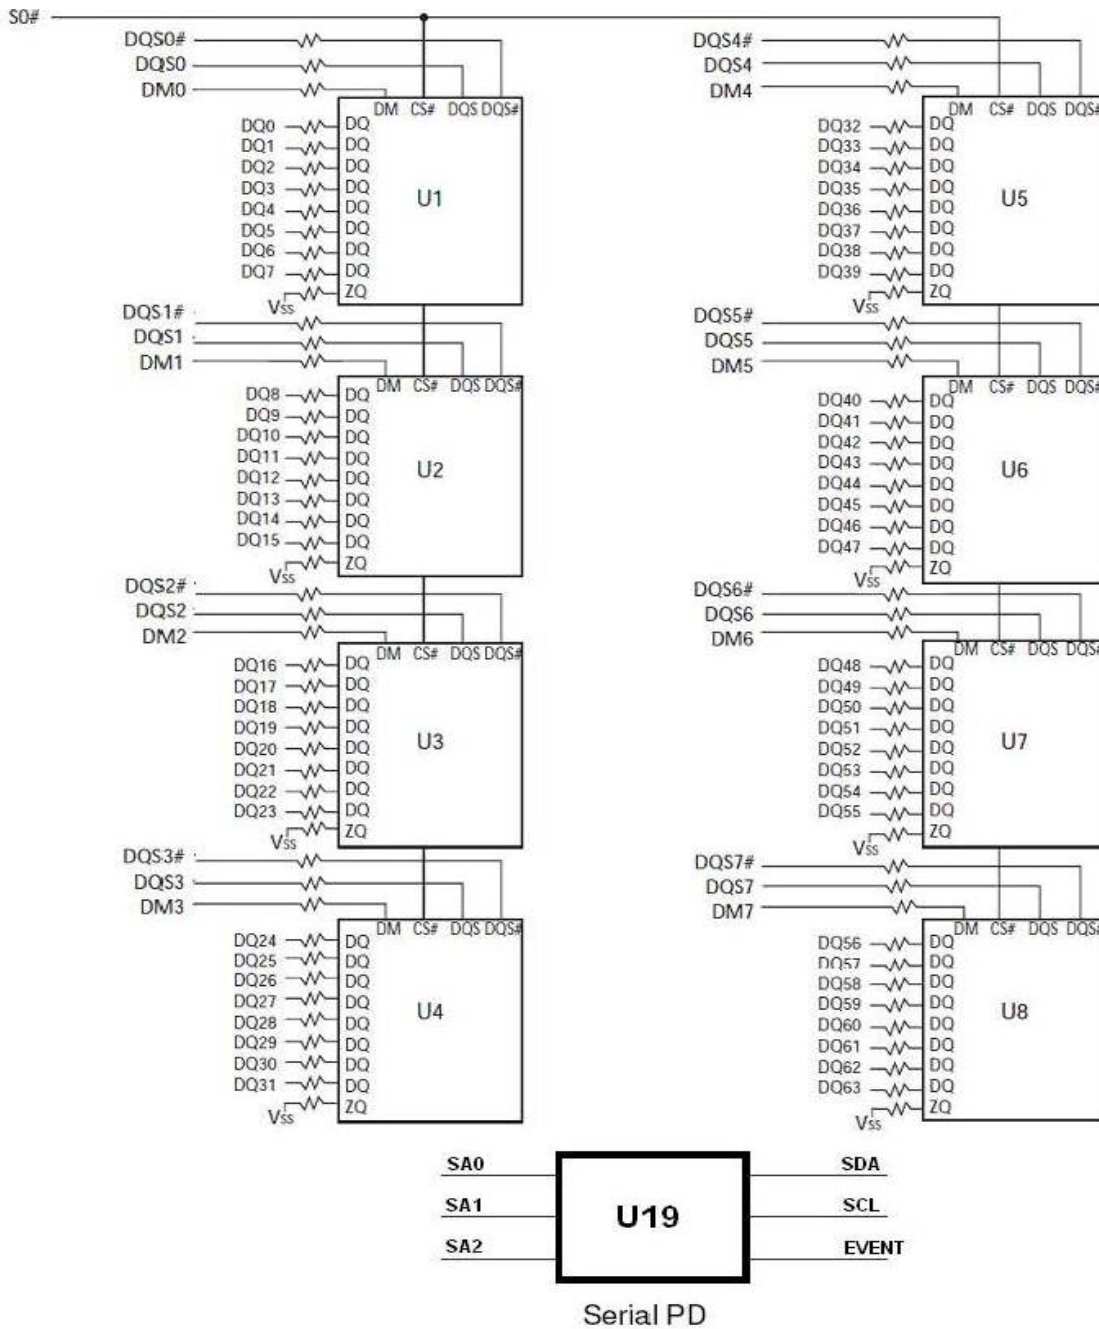 S0#
DQS0#
DQS0
DM0
DM CS# DQS DQS#
DQ0 DQ
DQ1 DQ
DQ2 DQ
DQ3 DQ
DQ4 DQ
DQ5 DQ
DQ6 DQ
DQ7 DQ
VSS ZQ
U1
DQS1#
DQS1
DM1
DM CS# DQS DQS#
DQ8 DQ
DQ9 DQ
DQ10 DQ
DQ11 DQ
DQ12 DQ
DQ13 DQ
DQ14 DQ
DQ15 DQ
VSS ZQ
U2
DQS2#
DQS2
DM2
DM CS# DQS DQS#
DQ16 DQ
DQ17 DQ
DQ18 DQ
DQ19 DQ
DQ20 DQ
DQ21 DQ
DQ22 DQ
DQ23 DQ
VSS ZQ
U3
DQS3#
DQS3
DM3
DM CS# DQS DQS#
DQ24 DQ
DQ25 DQ
DQ26 DQ
DQ27 DQ
DQ28 DQ
DQ29 DQ
DQ30 DQ
DQ31 DQ
VSS ZQ
U4
DQS4#
DQS4
DM4
DM CS# DQS DQS#
DQ32 DQ
DQ33 DQ
DQ34 DQ
DQ35 DQ
DQ36 DQ
DQ37 DQ
DQ38 DQ
DQ39 DQ
VSS ZQ
U5
DQS5#
DQS5
DM5
DM CS# DQS DQS#
DQ40 DQ
DQ41 DQ
DQ42 DQ
DQ43 DQ
DQ44 DQ
DQ45 DQ
DQ46 DQ
DQ47 DQ
VSS ZQ
U6
DQS6#
DQS6
DM6
DM CS# DQS DQS#
DQ48 DQ
DQ49 DQ
DQ50 DQ
DQ51 DQ
DQ52 DQ
DQ53 DQ
DQ54 DQ
DQ55 DQ
VSS ZQ
U7
DQS7#
DQS7
DM7
DM CS# DQS DQS#
DQ56 DQ
DQ57 DQ
DQ58 DQ
DQ59 DQ
DQ60 DQ
DQ61 DQ
DQ62 DQ
DQ63 DQ
VSS ZQ
U8
SA0
SA1
SA2
U19
SDA
SCL
EVENT
Serial PD